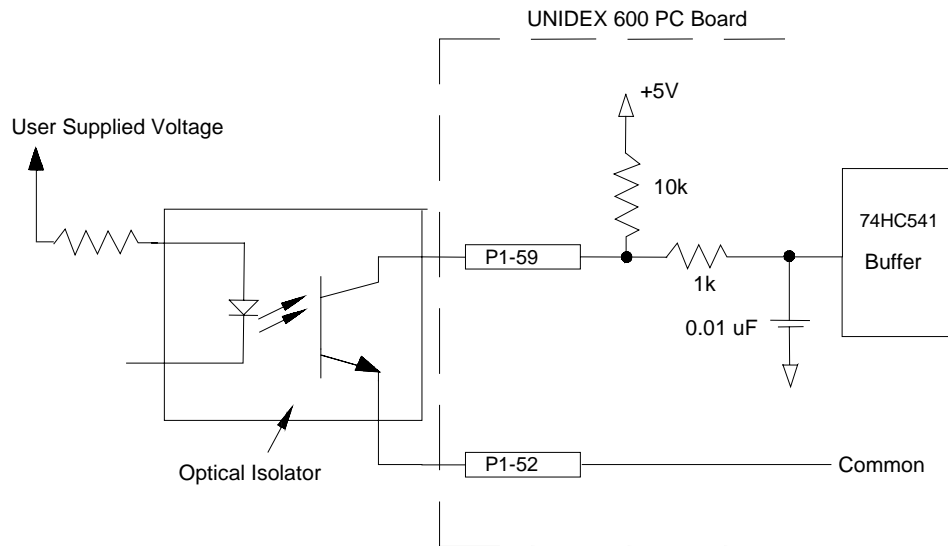 UNIDEX 600 PC Board
+5V
User Supplied Voltage
10k
74HC541
Buffer
P1-59
1k
0.01 uF
Optical Isolator
P1-52
Common